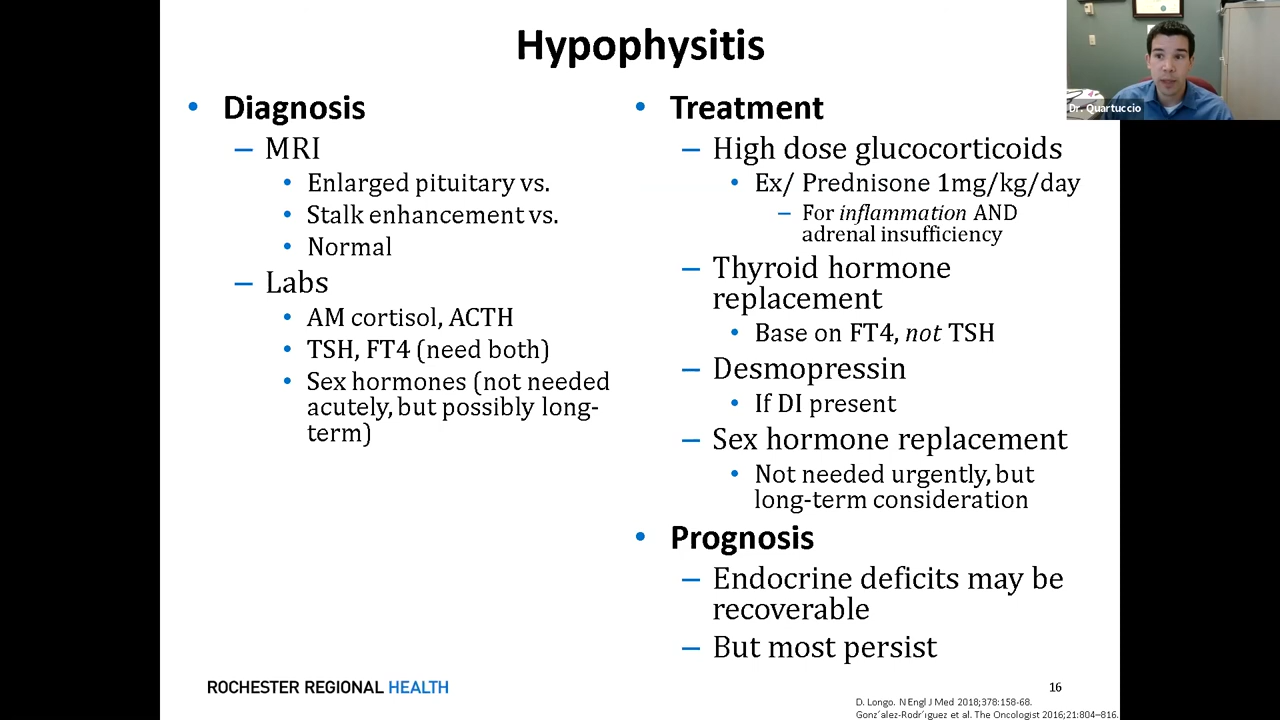 Hypophysitis
Dr. Quartuccio
• Diagnosis
– MRI
• Enlarged pituitary vs.
• Stalk enhancement vs.
• Normal
– Labs
• AM cortisol, ACTH
• TSH, FT4 (need both)
• Sex hormones (not needed
acutely, but possibly long-
term)
• Treatment
– High dose glucocorticoids
• Ex/ Prednisone 1mg/kg/day
– For inflammation AND
adrenal insufficiency
– Thyroid hormone
replacement
• Base on FT4, not TSH
– Desmopressin
• If DI present
– Sex hormone replacement
• Not needed urgently, but
long-term consideration
• Prognosis
– Endocrine deficits may be
recoverable
– But most persist
ROCHESTER REGIONAL HEALTH
16
D. Longo. N Engl J Med 2018;378:158-68.
Gonz´alez-Rodr´ıguez et al. The Oncologist 2016;21:804–816.